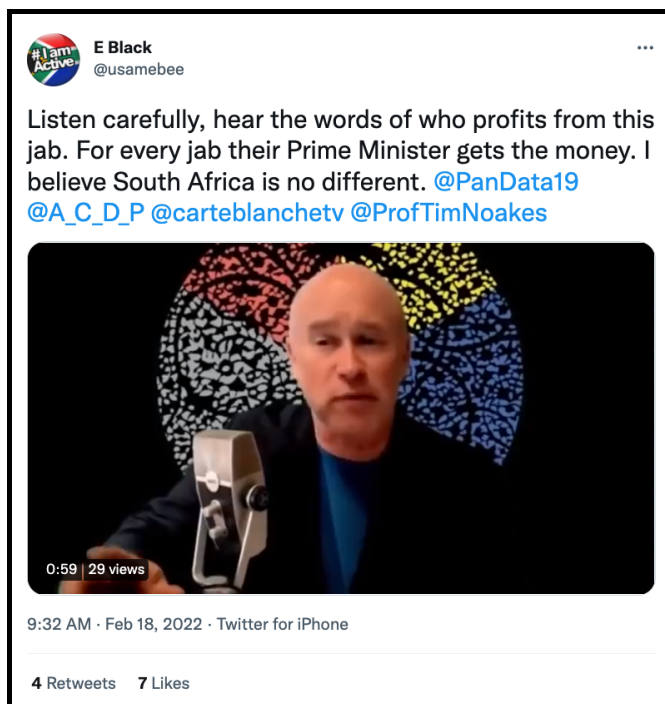 #I am
Active
E Black
@usamebee
Listen carefully, hear the words of who profits from this
jab. For every jab their Prime Minister gets the money. I
believe South Africa is no different. @PanData19
@A_C_D_P @carteblanchetv @ProfTimNoakes
0:59 | 29 views
9:32 AM · Feb 18, 2022 · Twitter for iPhone
4 Retweets 7 Likes